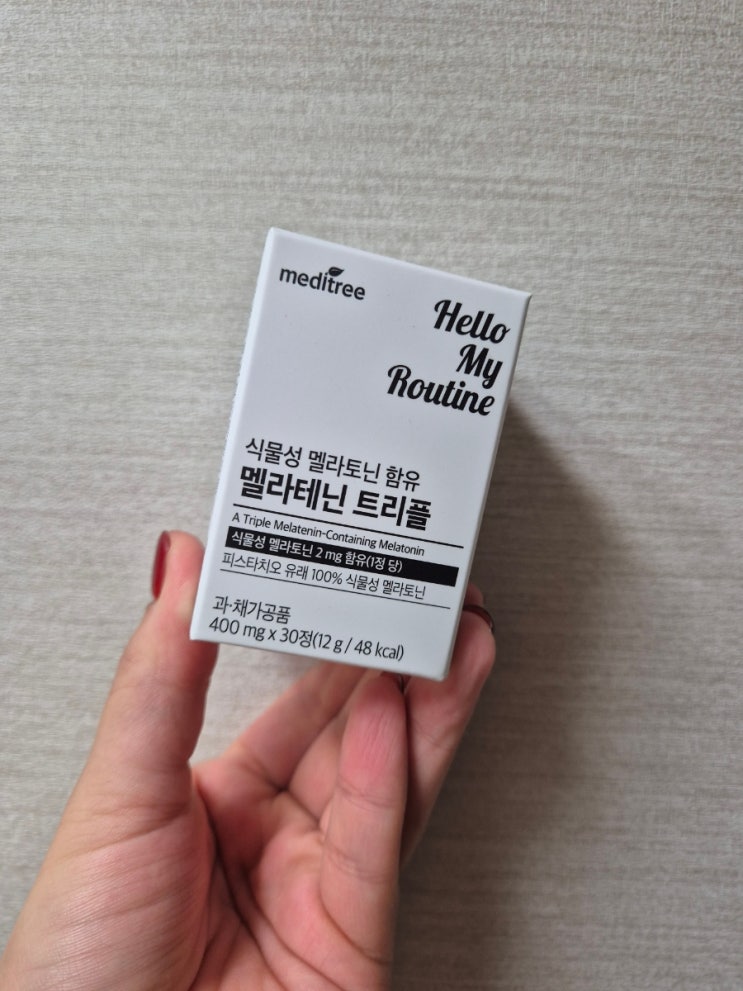 meditree
Hello
My
Routine
식물성 멜라토닌 함유
멜라테닌 트리플
A Triple Melatenin-Containing Melatonin
식물성 멜라토닌 2 mg 함유(1정 당)
피스타치오 유래 100% 식물성 멜라토닌
과·채가공품
400 mg x 30정(12 g / 48 kcal)